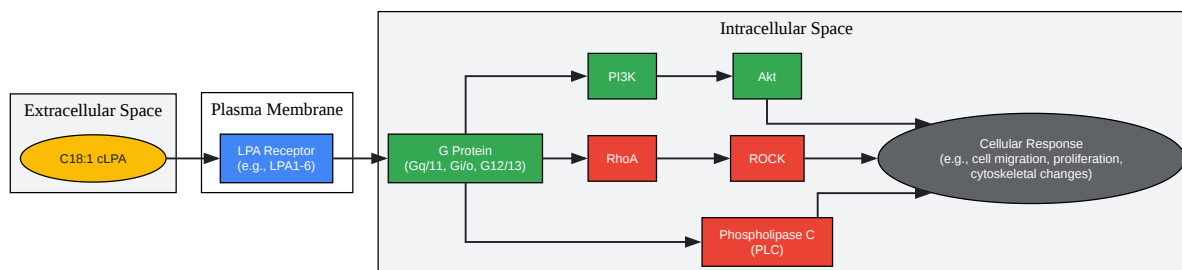 Extracellular Space
C18:1 cLPA
Plasma Membrane
LPA Receptor
(e.g., LPA1-6)
Intracellular Space
G Protein
(Gq/11, Gi/o, G12/13)
PI3K
Akt
RhoA
ROCK
Phospholipase C
(PLC)
Cellular Response
(e.g., cell migration, proliferation,
cytoskeletal changes)